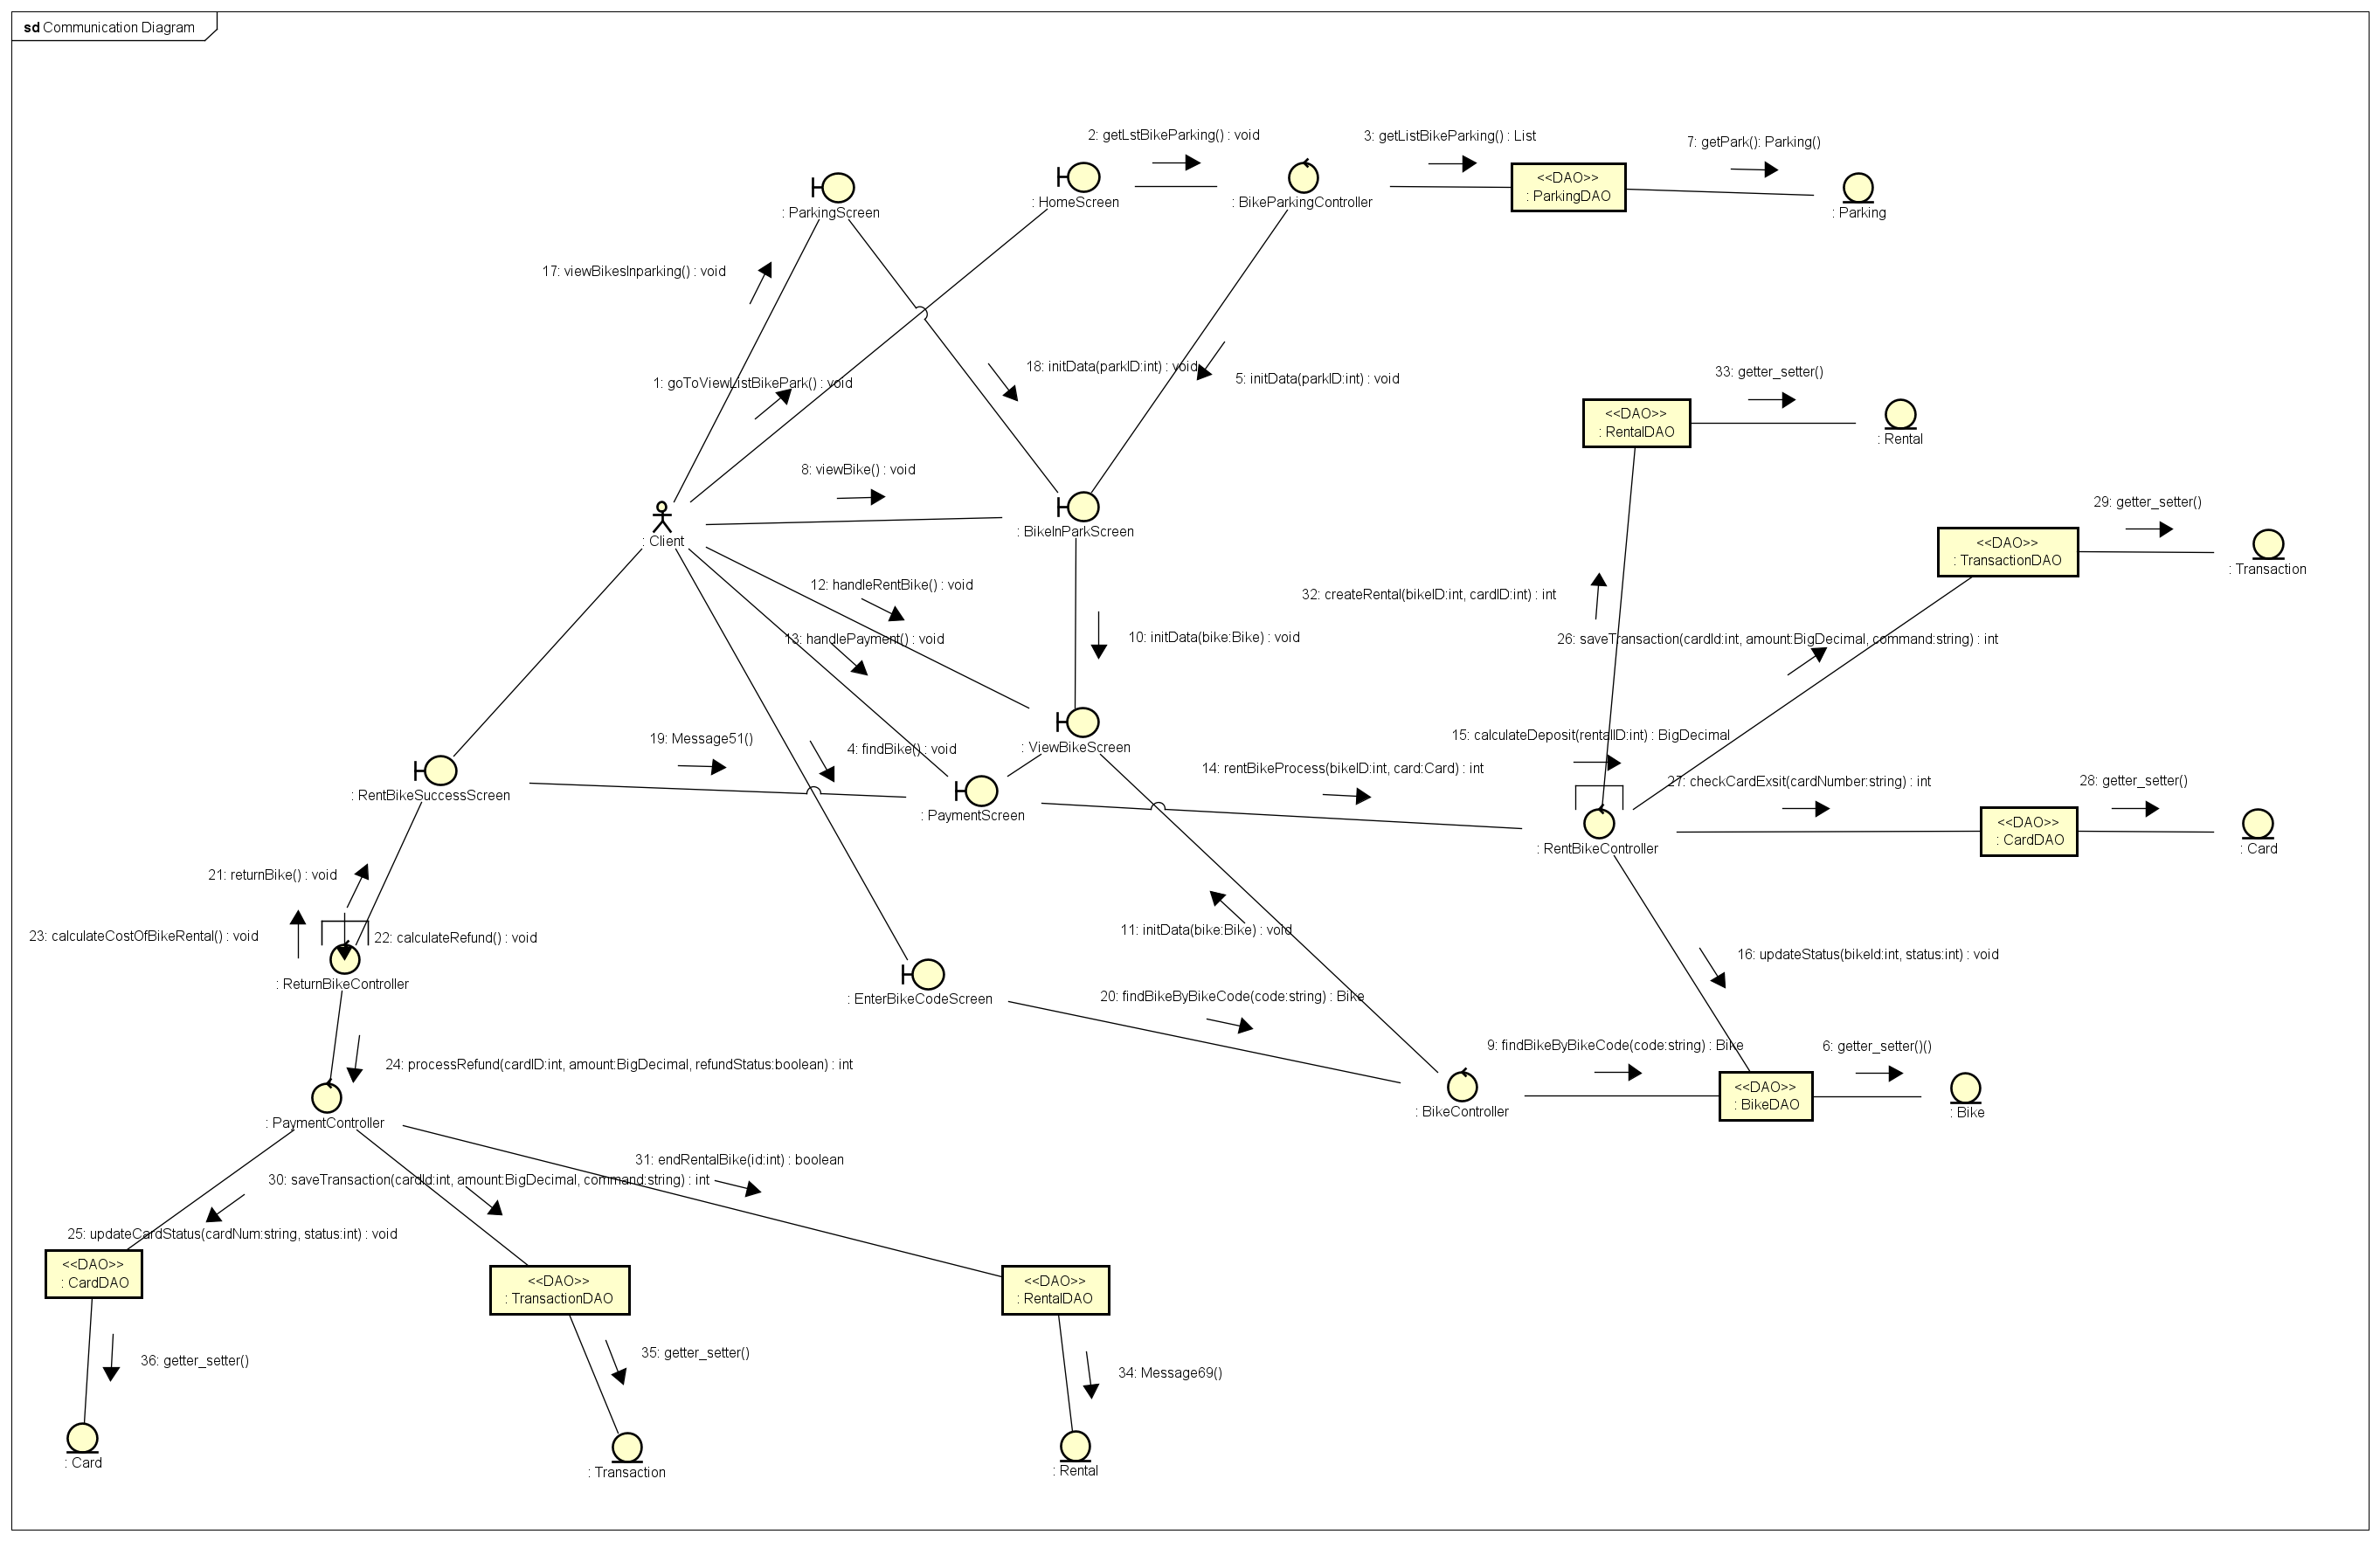 sd Communication Diagram
2: getLstBikeParking() : void
3: getListBikeParking() : List
7: getPark(): Parking()
<<DAO>>
: ParkingDAO
: ParkingScreen
: HomeScreen
: BikeParkingController
: Parking
17: viewBikesInparking() : void
1: goToViewListBikePark() : void
18: initData(parkID:int) : void
5: initData(parkID:int) : void
33: getter_setter()
<<DAO>>
: RentalDAO
: Rental
8: viewBike() : void
: Client
: BikeInParkScreen
29: getter_setter()
<<DAO>>
: TransactionDAO
: Transaction
12: handleRentBike() : void
32: createRental(bikeID:int, cardID:int) : int
13: handlePayment() : void
10: initData(bike:Bike) : void
26: saveTransaction(cardId:int, amount:BigDecimal, command:string) : int
19: Message51()
4: findBike() : void
: ViewBikeScreen
15: calculateDeposit(rentalID:int) : BigDecimal
14: rentBikeProcess(bikeID:int, card:Card) : int
27: checkCardExsit(cardNumber:string) : int
28: getter_setter()
: RentBikeSuccessScreen
: PaymentScreen
: RentBikeController
<<DAO>>
: CardDAO
: Card
21: returnBike() : void
23: calculateCostOfBikeRental() : void
22: calculateRefund() : void
11: initData(bike:Bike) : void
16: updateStatus(bikeId:int, status:int) : void
: ReturnBikeController
: EnterBikeCodeScreen
20: findBikeByBikeCode(code:string) : Bike
9: findBikeByBikeCode(code:string) : Bike
6: getter_setter()()
24: processRefund(cardID:int, amount:BigDecimal, refundStatus:boolean) : int
: BikeController
<<DAO>>
: BikeDAO
: Bike
: PaymentController
31: endRentalBike(id:int) : boolean
30: saveTransaction(cardId:int, amount:BigDecimal, command:string) : int
25: updateCardStatus(cardNum:string, status:int) : void
<<DAO>>
: CardDAO
<<DAO>>
: TransactionDAO
<<DAO>>
: RentalDAO
36: getter_setter()
35: getter_setter()
34: Message69()
: Card
: Transaction
: Rental